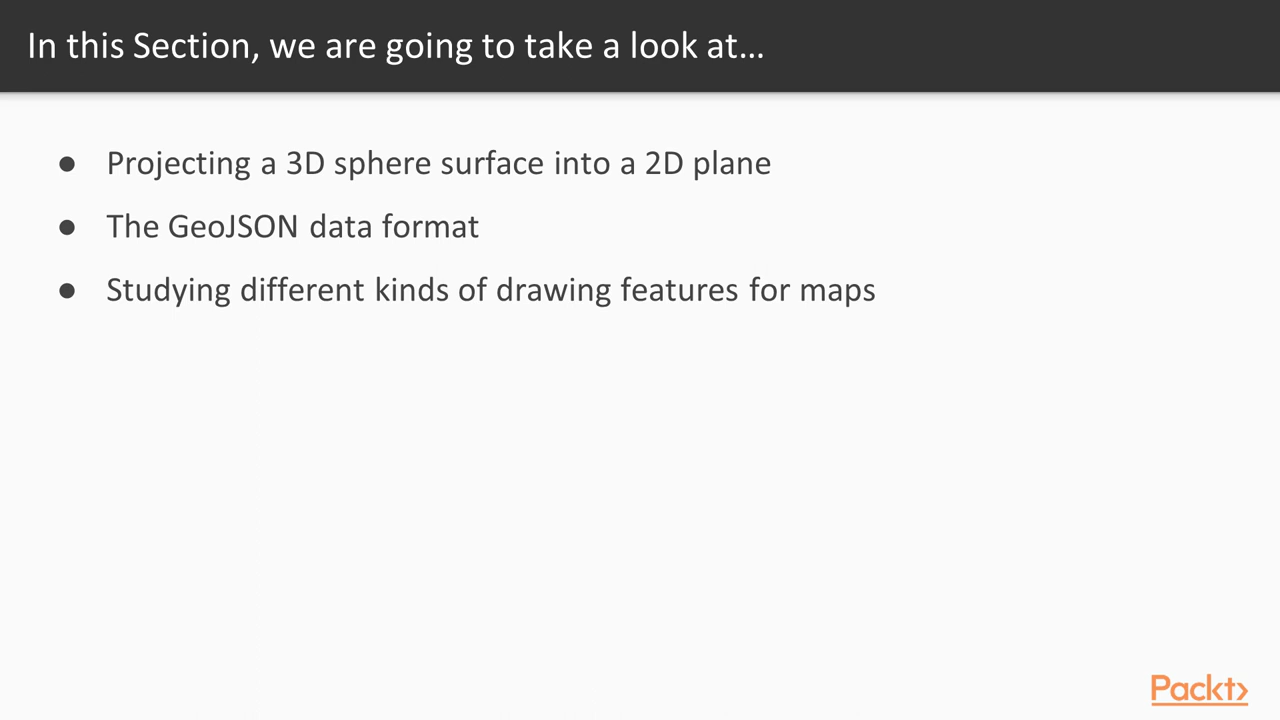 In this Section, we are going to take a look at…
● Projecting a 3D sphere surface into a 2D plane
● The GeoJSON data format
● Studying different kinds of drawing features for maps
Packt>